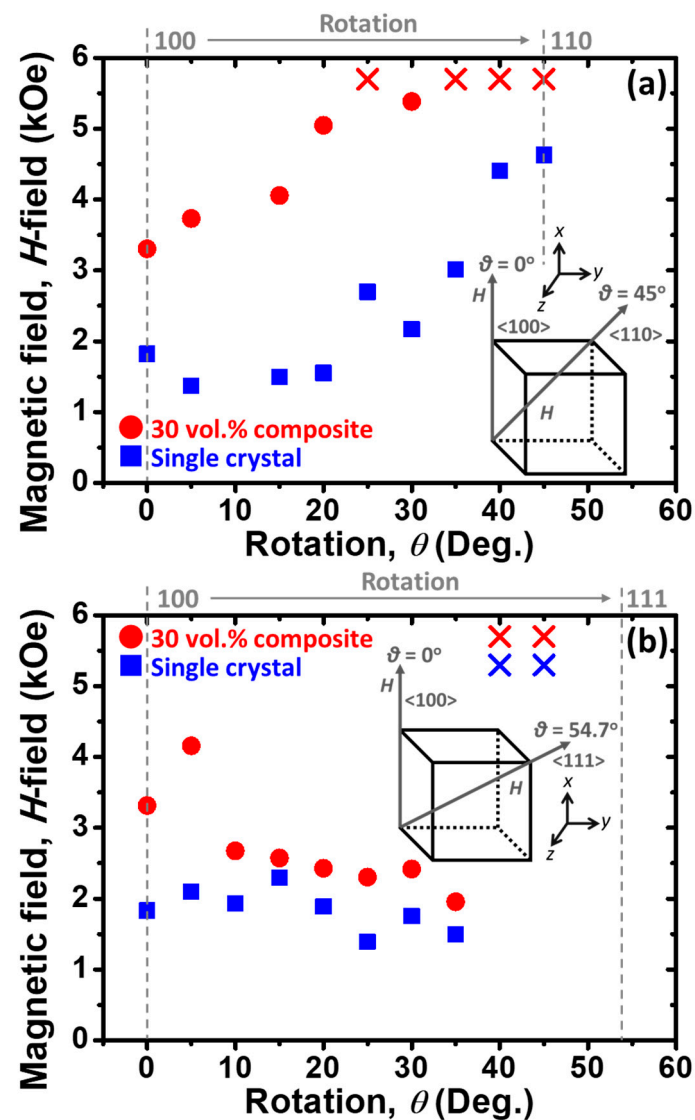 Rotation
100 110
(a)
Magnetic field, H-field (kOe)
6
5
4
3
2
1
0
ϑ = 0°
H
<100>
x
y
z
ϑ = 45°
<110>
H
30 vol.% composite
Single crystal
0 10 20 30 40 50 60
Rotation, θ (Deg.)
Rotation
100 111
(b)
Magnetic field, H-field (kOe)
6
5
4
3
2
1
0
30 vol.% composite
Single crystal
ϑ = 0°
H
<100>
ϑ = 54.7°
<111>
H
x
y
z
0 10 20 30 40 50 60
Rotation, θ (Deg.)